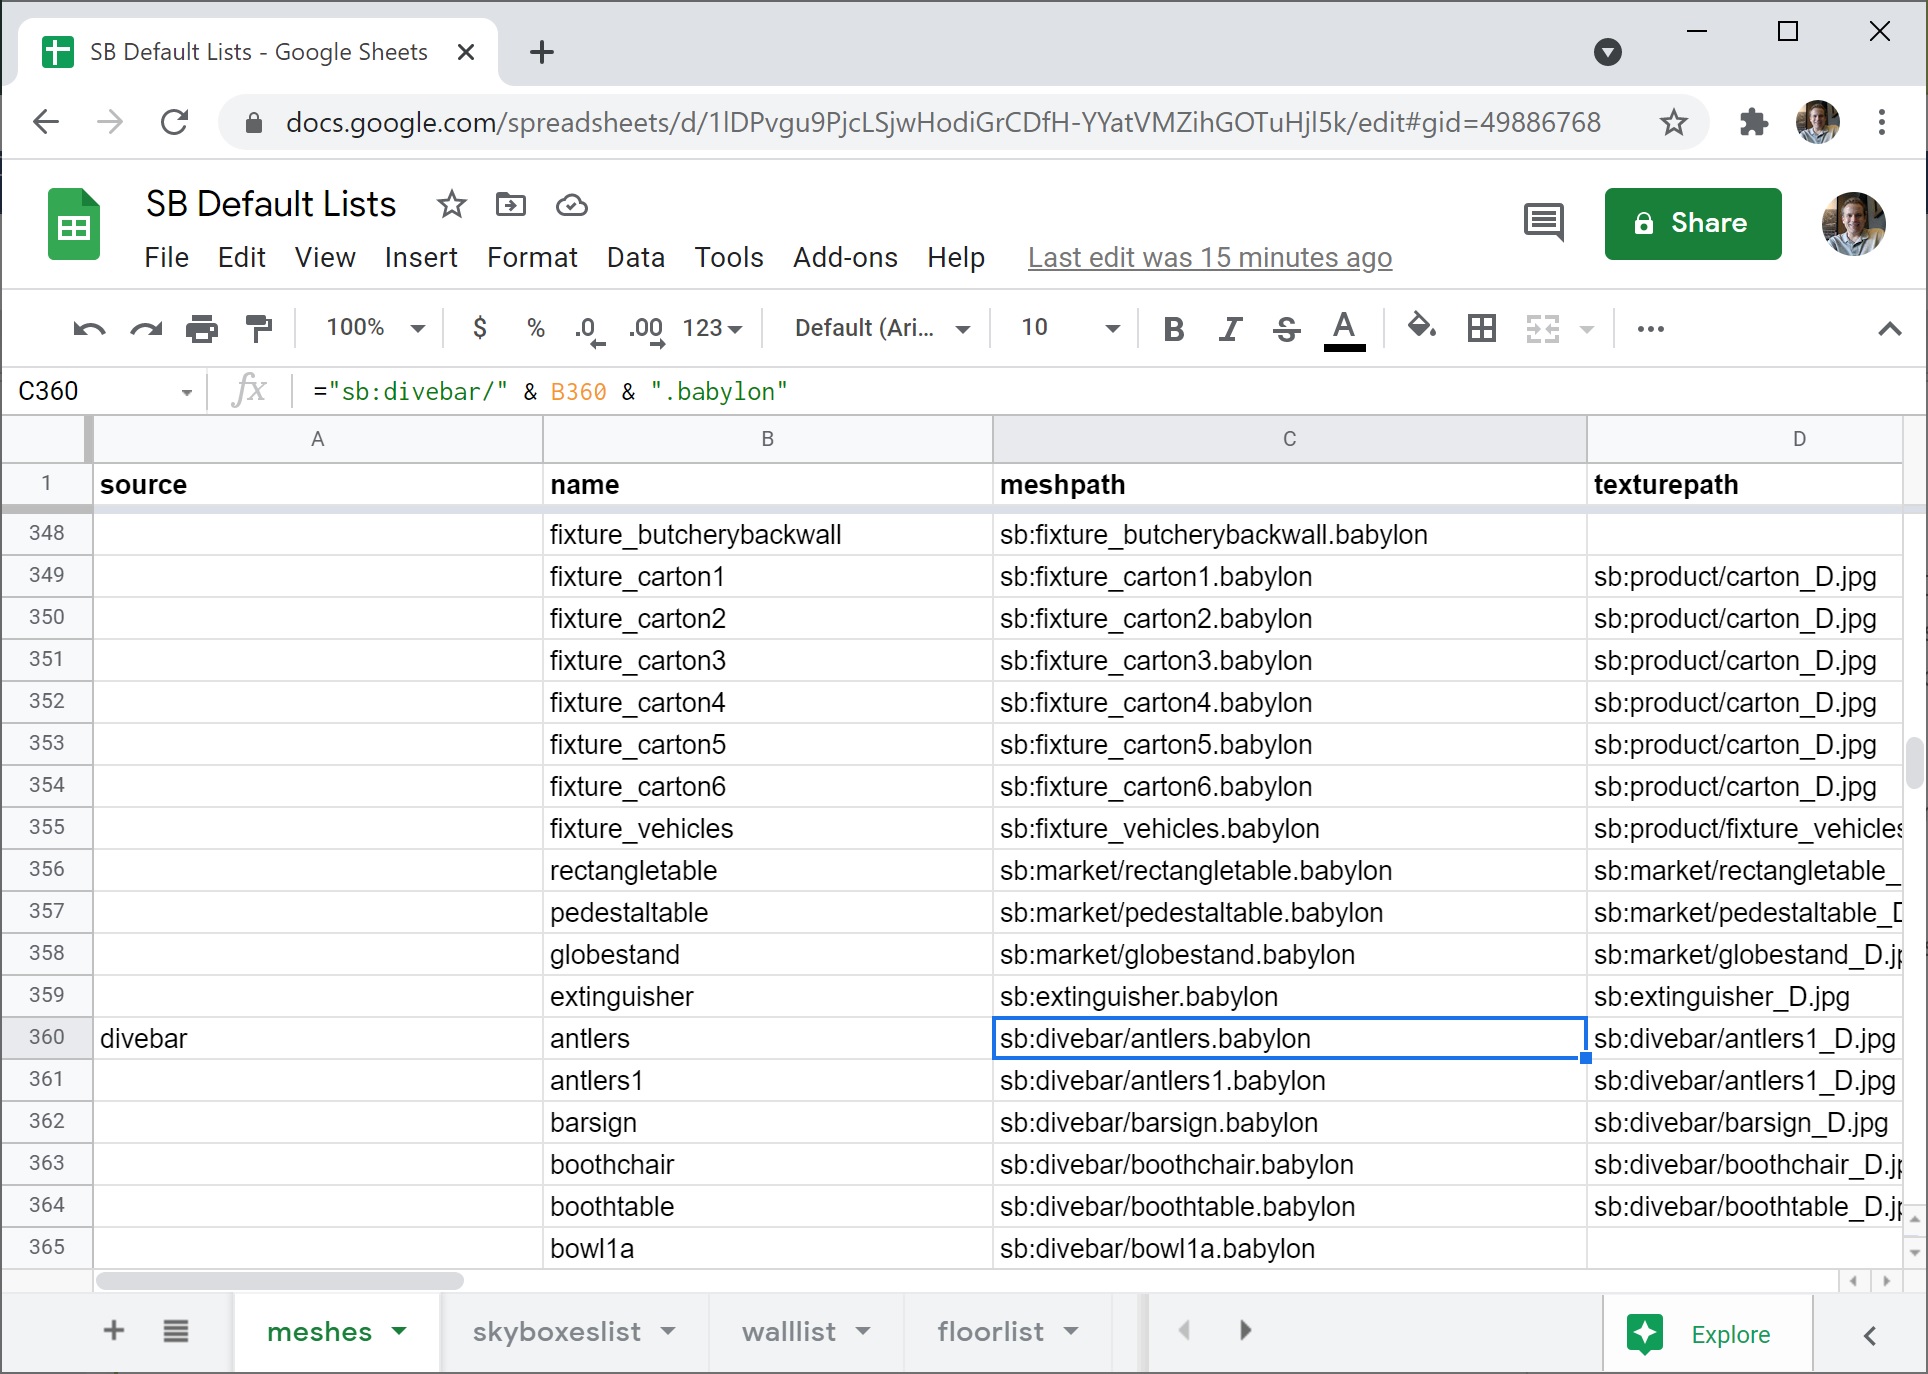 SB Default Lists - Google Sheets
docs.google.com/spreadsheets/d/1lDPvgu9PjcLSjwHodiGrCDfH-YYatVMZihGOTuHjl5k/edit#gid=49886768
SB Default Lists
File Edit View Insert Format Data Tools Add-ons Help Last edit was 15 minutes ago
Share
100% $ % .0 .00 123 Default (Ari... 10 B I S A
C360 fx ="sb:divebar/" & B360 & ".babylon"
A B C D
1 source name meshpath texturepath
348 fixture_butcherybackwall sb:fixture_butcherybackwall.babylon
349 fixture_carton1 sb:fixture_carton1.babylon sb:product/carton_D.jpg
350 fixture_carton2 sb:fixture_carton2.babylon sb:product/carton_D.jpg
351 fixture_carton3 sb:fixture_carton3.babylon sb:product/carton_D.jpg
352 fixture_carton4 sb:fixture_carton4.babylon sb:product/carton_D.jpg
353 fixture_carton5 sb:fixture_carton5.babylon sb:product/carton_D.jpg
354 fixture_carton6 sb:fixture_carton6.babylon sb:product/carton_D.jpg
355 fixture_vehicles sb:fixture_vehicles.babylon sb:product/fixture_vehicles
356 rectangletable sb:market/rectangletable.babylon sb:market/rectangletable_
357 pedestaltable sb:market/pedestaltable.babylon sb:market/pedestaltable_D
358 globestand sb:market/globestand.babylon sb:market/globestand_D.jp
359 extinguisher sb:extinguisher.babylon sb:extinguisher_D.jpg
360 divebar antlers sb:divebar/antlers.babylon sb:divebar/antlers1_D.jpg
361 antlers1 sb:divebar/antlers1.babylon sb:divebar/antlers1_D.jpg
362 barsign sb:divebar/barsign.babylon sb:divebar/barsign_D.jpg
363 boothchair sb:divebar/boothchair.babylon sb:divebar/boothchair_D.jp
364 boothtable sb:divebar/boothtable.babylon sb:divebar/boothtable_D.jp
365 bowl1a sb:divebar/bowl1a.babylon
meshes skyboxeslist walllist floorlist Explore